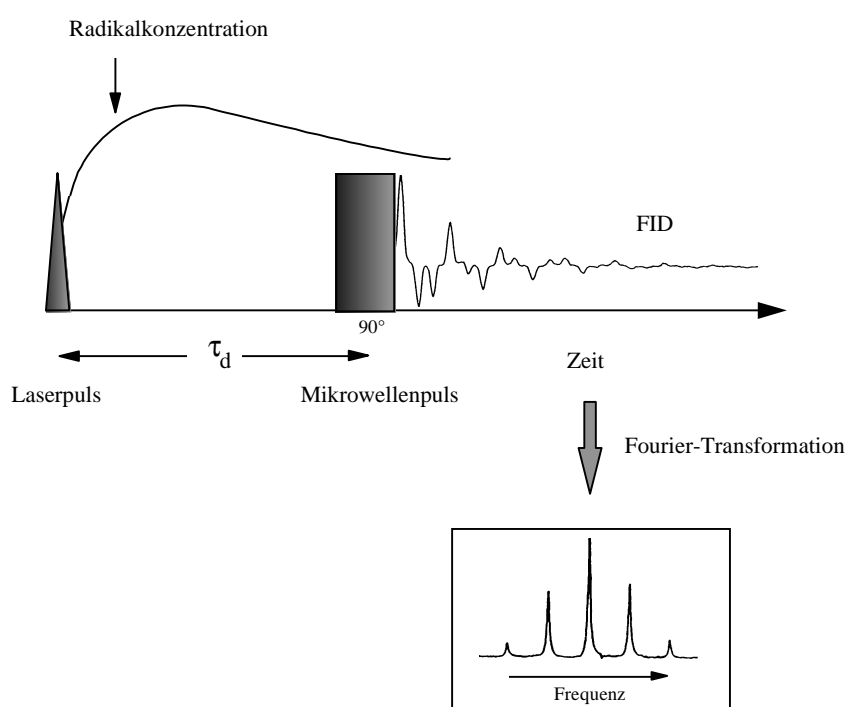 Radikalkonzentration
FID
90°
τd
Zeit
Laserpuls
Mikrowellenpuls
Fourier-Transformation
Frequenz